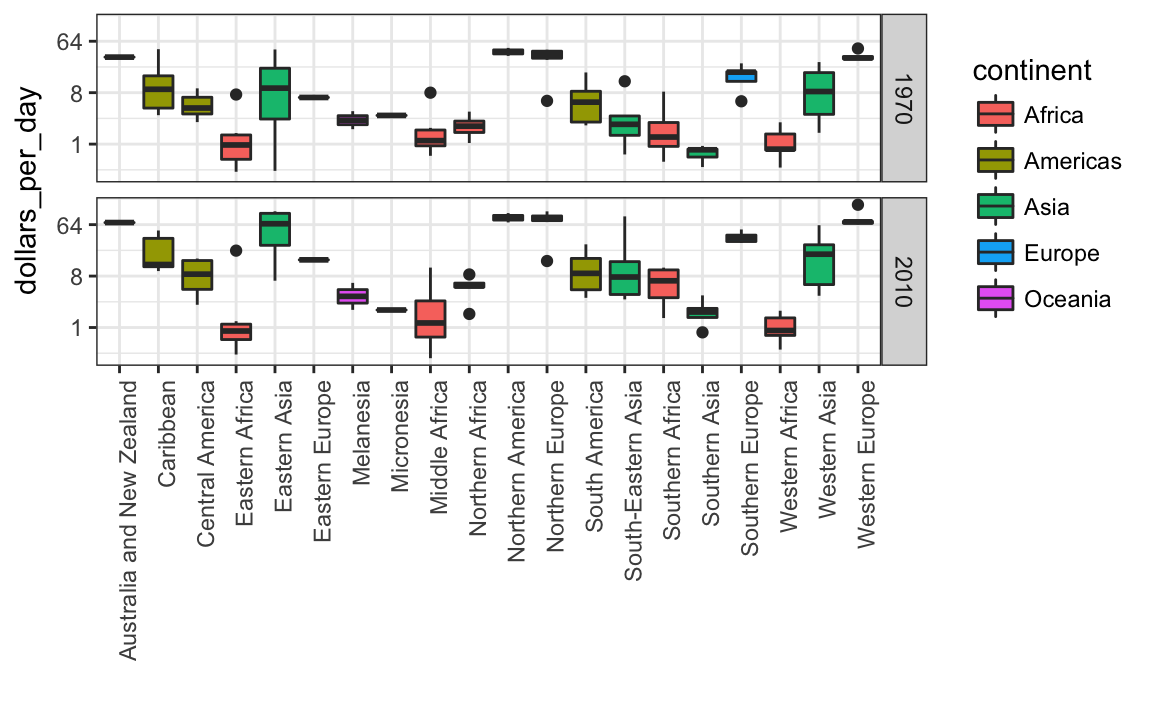 dollars_per_day
64
8
1
1970
64
8
1
2010
Australia and New Zealand
Caribbean
Central America
Eastern Africa
Eastern Asia
Eastern Europe
Melanesia
Micronesia
Middle Africa
Northern Africa
Northern America
Northern Europe
South America
South-Eastern Asia
Southern Africa
Southern Asia
Southern Europe
Western Africa
Western Asia
Western Europe
continent
Africa
Americas
Asia
Europe
Oceania